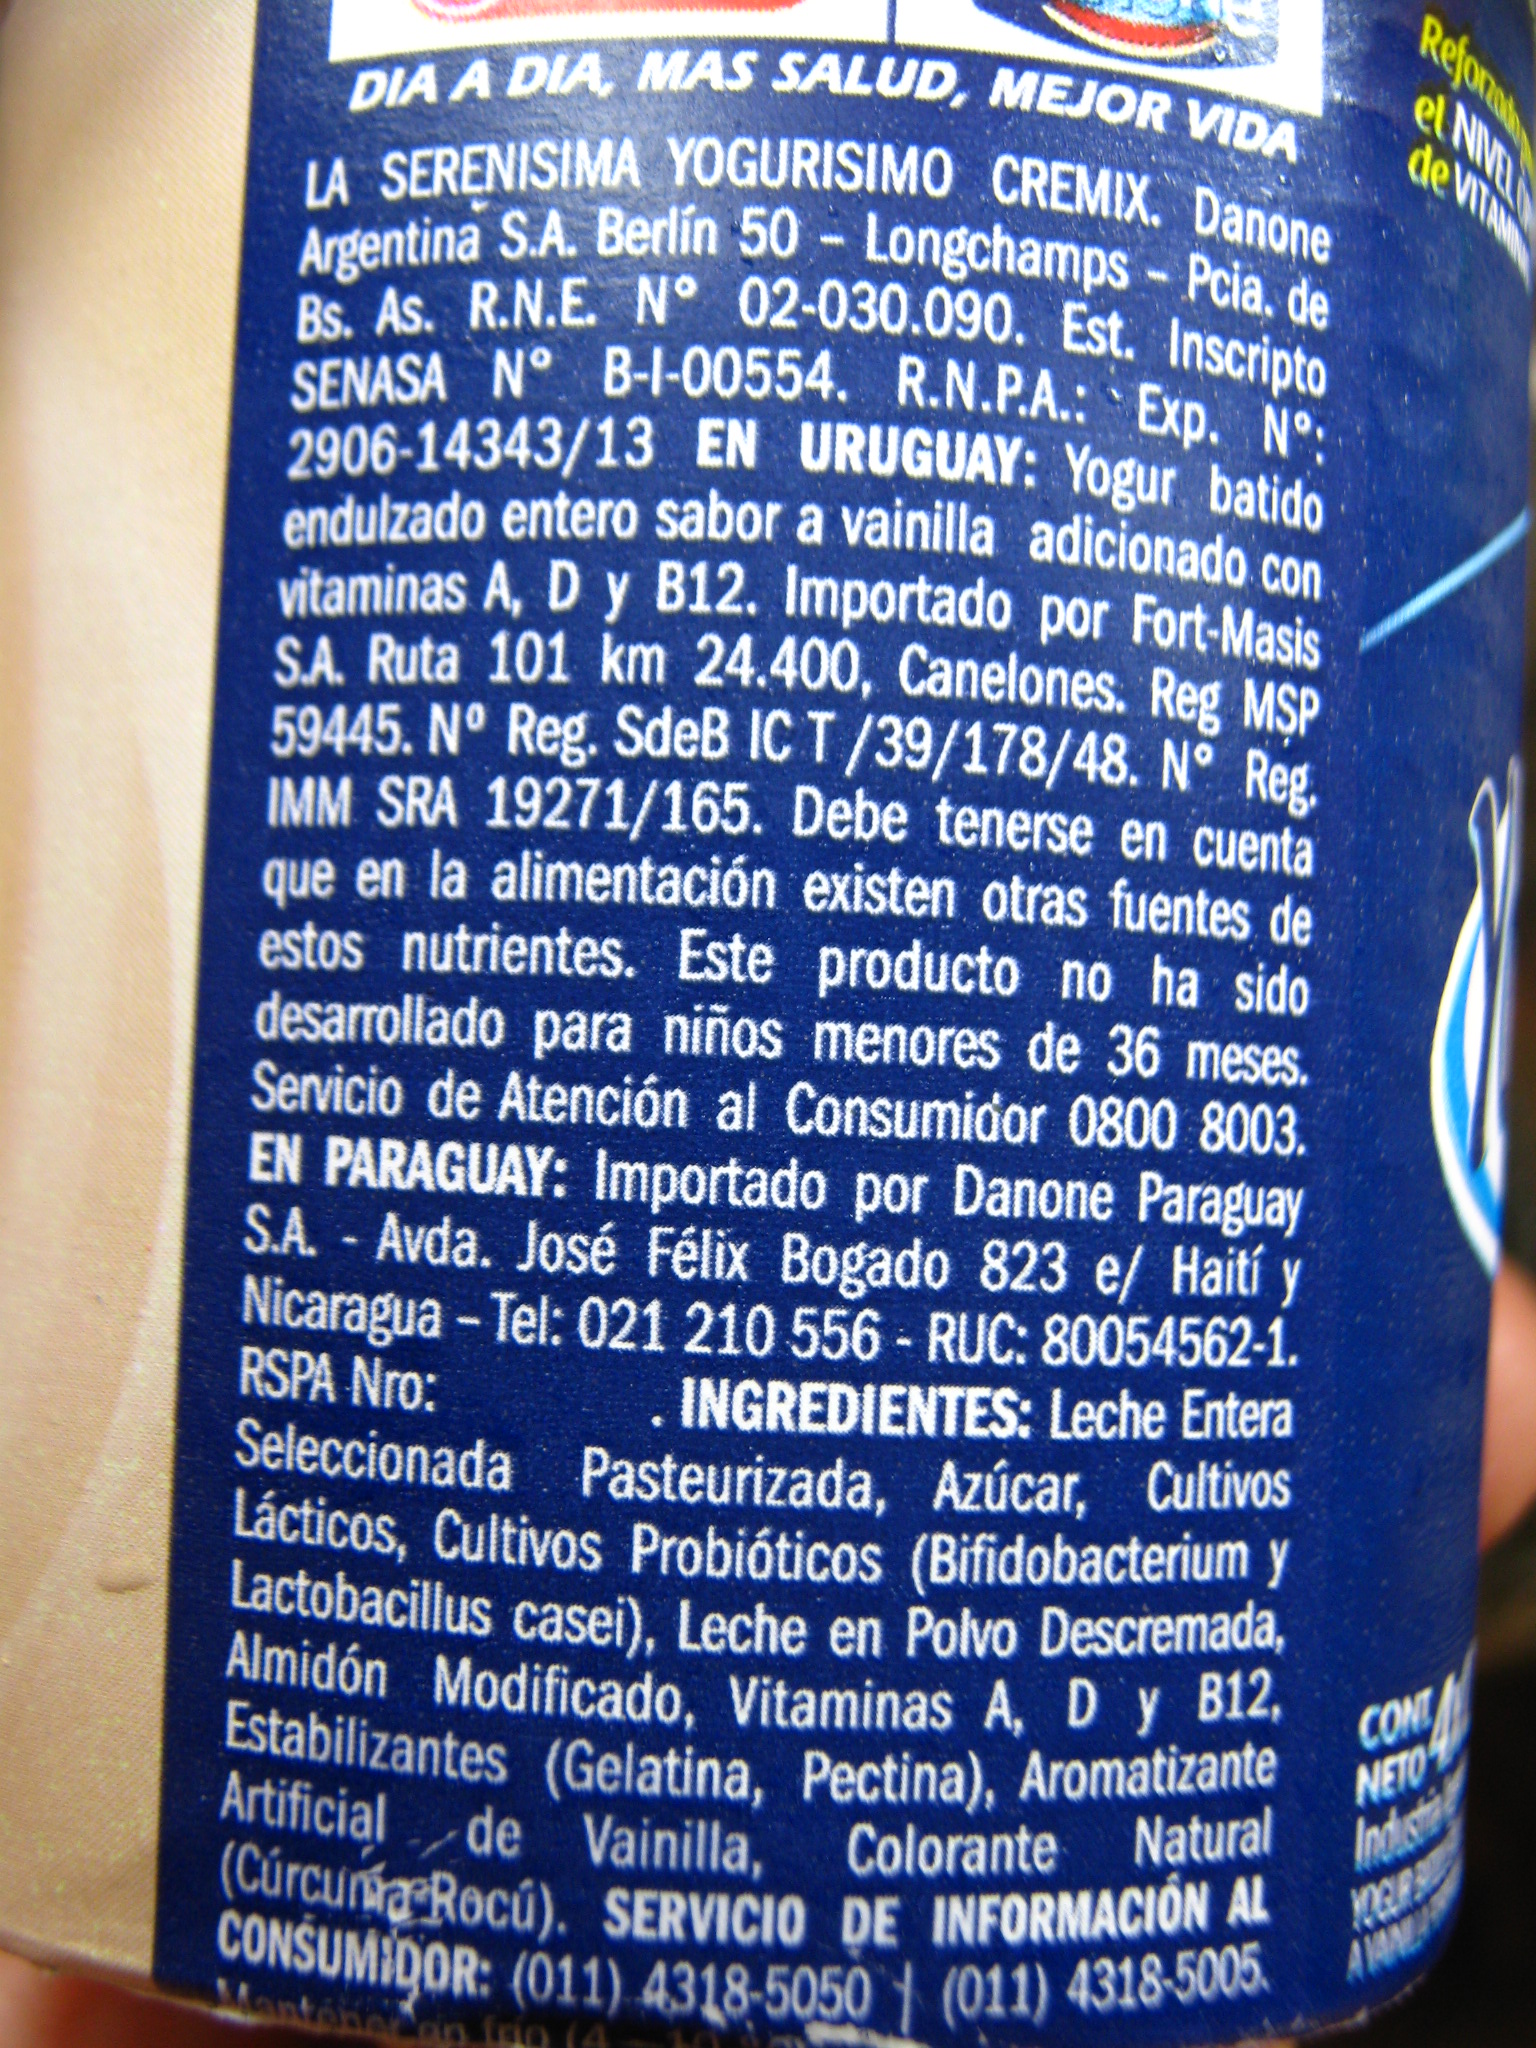 DIA A DIA, MAS SALUD, MEJOR VIDA
LA SERENISIMA YOGURISIMO CREMIX. Danone
Argentina S.A. Berlín 50 – Longchamps – Pcia. de
Bs. As. R.N.E. N° 02-030.090. Est. Inscripto
SENASA N° B-I-00554. R.N.P.A.: Exp. N°:
2906-14343/13 EN URUGUAY: Yogur batido
endulzado entero sabor a vainilla adicionado con
vitaminas A, D y B12. Importado por Fort-Masis
S.A. Ruta 101 km 24.400, Canelones. Reg MSP
59445. Nº Reg. SdeB IC T /39/178/48. N° Reg.
IMM SRA 19271/165. Debe tenerse en cuenta
que en la alimentación existen otras fuentes de
estos nutrientes. Este producto no ha sido
desarrollado para niños menores de 36 meses.
Servicio de Atención al Consumidor 0800 8003.
EN PARAGUAY: Importado por Danone Paraguay
S.A. - Avda. José Félix Bogado 823 e/ Haití y
Nicaragua – Tel: 021 210 556 - RUC: 80054562-1.
RSPA Nro: . INGREDIENTES: Leche Entera
Seleccionada Pasteurizada, Azúcar, Cultivos
Lácticos, Cultivos Probióticos (Bifidobacterium y
Lactobacillus casei), Leche en Polvo Descremada,
Almidón Modificado, Vitaminas A, D y B12,
Estabilizantes (Gelatina, Pectina), Aromatizante
Artificial de Vainilla, Colorante Natural
(Cúrcuma-Rocú). SERVICIO DE INFORMACIÓN AL
CONSUMIDOR: (011) 4318-5050 / (011) 4318-5005.
Mantener en frío (4 – 10
el NIVEL
de
CONT.
NETO